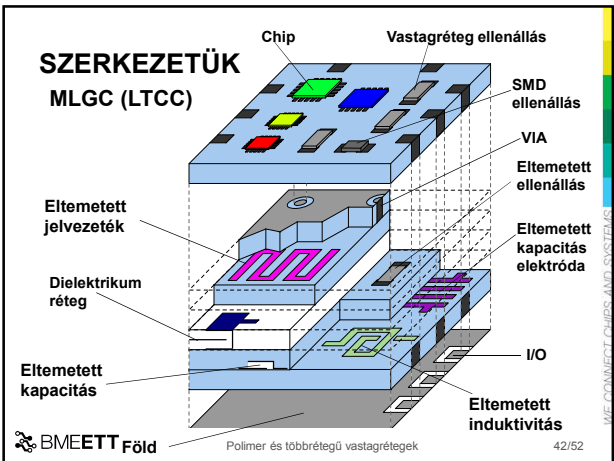 SZERKEZETÜK
MLGC (LTCC)
Chip
Vastagréteg ellenállás
SMD
ellenállás
VIA
Eltemetett
ellenállás
Eltemetett
kapacitás
elektróda
I/O
Eltemetett
induktivitás
Eltemetett
jelvezeték
Dielektrikum
réteg
Eltemetett
kapacitás
Föld
BMEETT
Polimer és többrétegű vastagrétegek
42/52
WE CONNECT CHIPS AND SYSTEMS